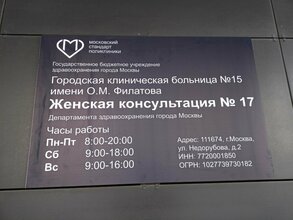 МОСКОВСКИЙ
СТАНДАРТ
ПОЛИКЛИНИКИ
Государственное бюджетное учреждение
здравоохранения города Москвы
Городская клиническая больница №15
имени О.М. Филатова
Женская консультация № 17
Департамента здравоохранения города Москвы
Часы работы
Пн-Пт 8:00-20:00
Сб 9:00-18:00
Вс 9:00-16:00
Адрес: 111674, г.Москва,
ул. Недорубова, д.2
ИНН: 7720001850
ОГРН: 1027739730182